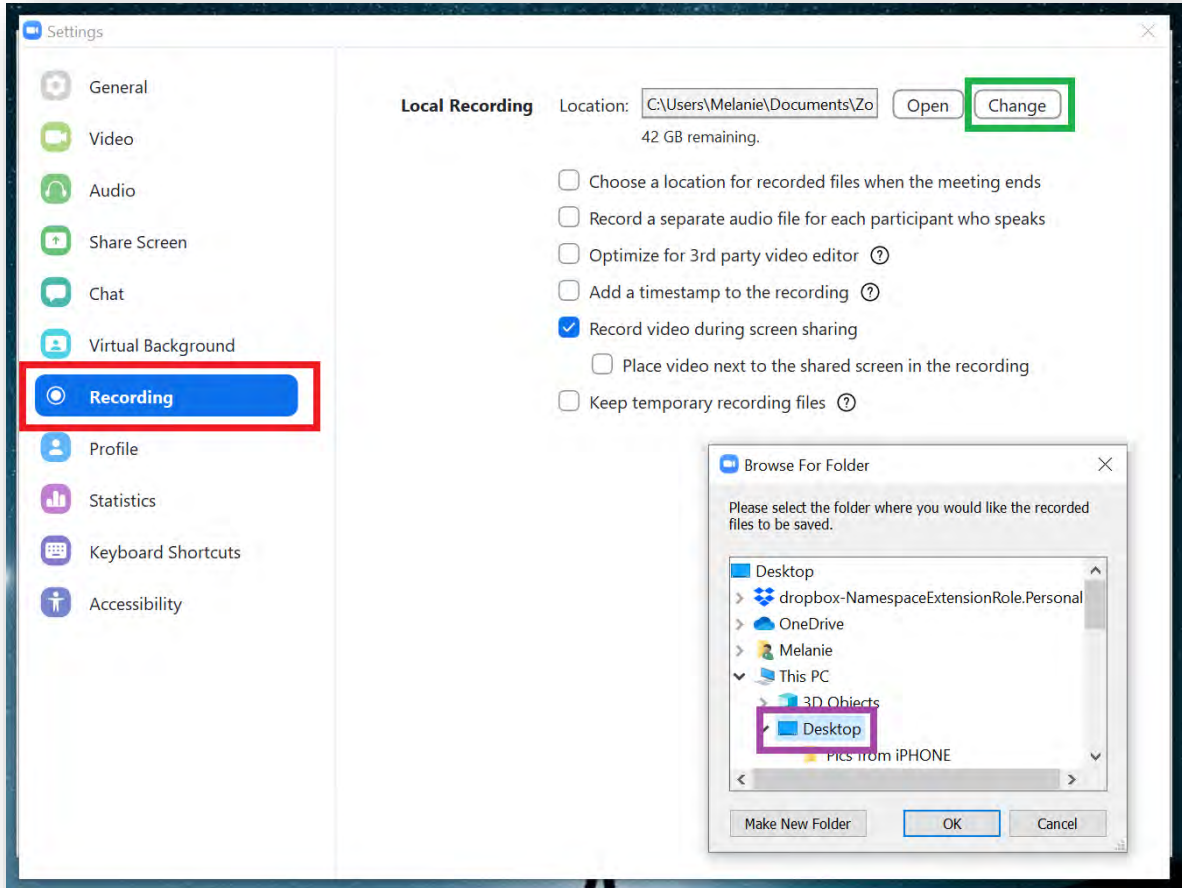 Settings
General
Video
Audio
Share Screen
Chat
Virtual Background
Recording
Profile
Statistics
Keyboard Shortcuts
Accessibility
Local Recording Location: C:\Users\Melanie\Documents\Zo Open Change
42 GB remaining.
Choose a location for recorded files when the meeting ends
Record a separate audio file for each participant who speaks
Optimize for 3rd party video editor ?
Add a timestamp to the recording ?
Record video during screen sharing
Place video next to the shared screen in the recording
Keep temporary recording files ?
Browse For Folder
Please select the folder where you would like the recorded
files to be saved.
Desktop
dropbox-NamespaceExtensionRole.Personal
OneDrive
Melanie
This PC
3D Objects
Desktop
Pics from iPHONE
Make New Folder OK Cancel